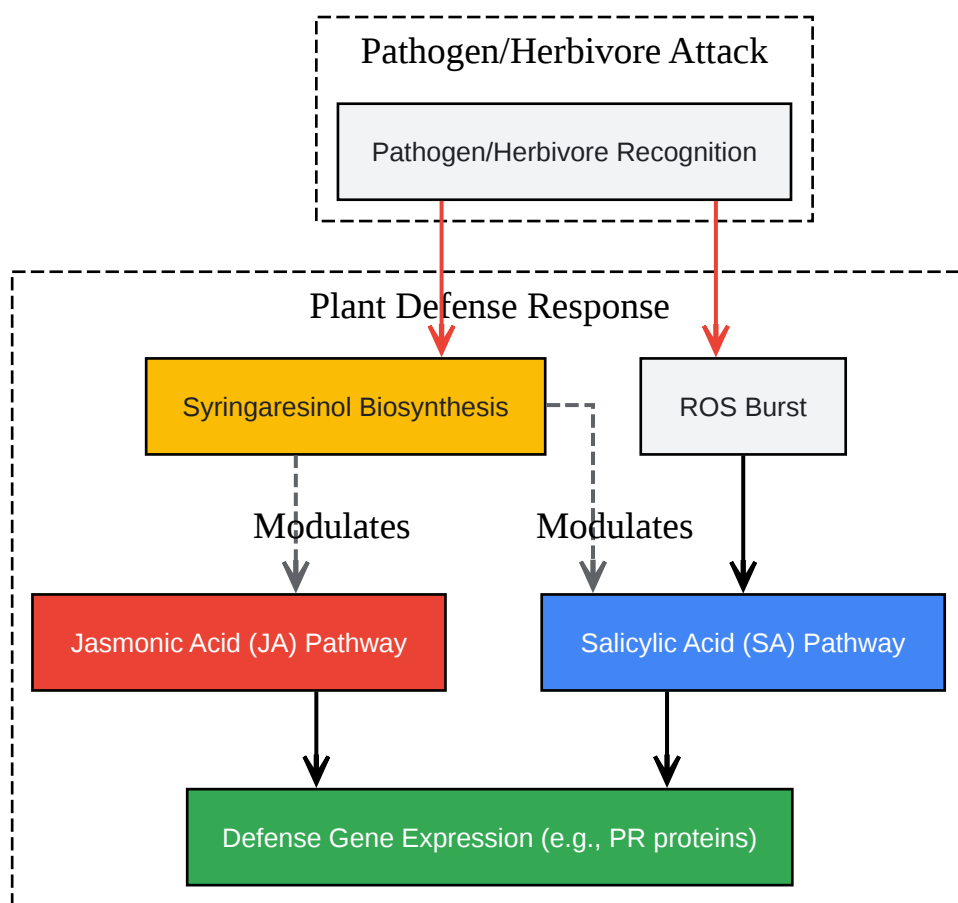 Pathogen/Herbivore Attack
Pathogen/Herbivore Recognition
Plant Defense Response
Syringaresinol Biosynthesis
ROS Burst
Modulates
Modulates
Jasmonic Acid (JA) Pathway
Salicylic Acid (SA) Pathway
Defense Gene Expression (e.g., PR proteins)